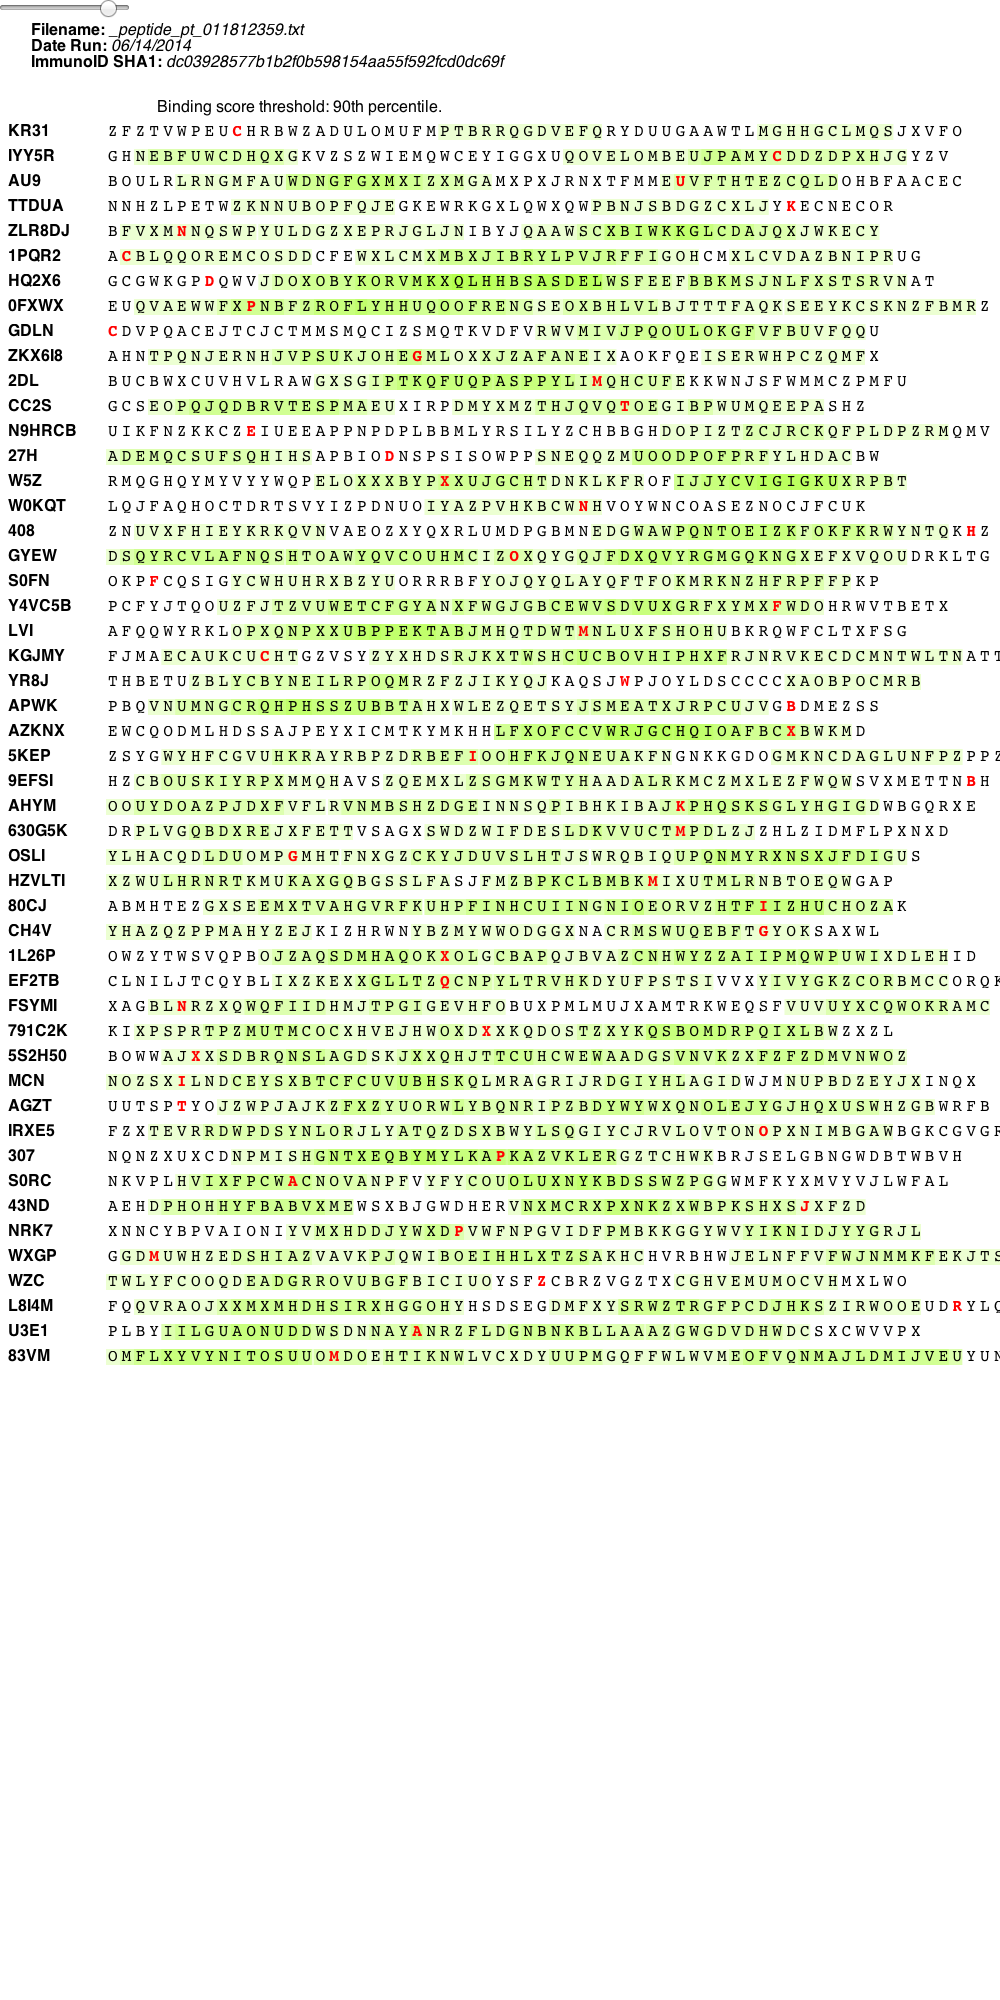 Filename: _peptide_pt_011812359.txt
Date Run: 06/14/2014
ImmunoID SHA1: dc03928577b1b2f0b598154aa55f592fcd0dc69f
Binding score threshold: 90th percentile.
KR31 ZFZTVWPEUCHRBWZADULOMUFMPTBRRQGDVEFQRYDUUGAAWTLMGHHGCLMQSJXVFO
IYY5R GHNEBFUWCDHQXGKVZSZWIEMQWCEYIGGXUQOVELOMBEUJPAMYCDDZDPXHJGYZV
AU9 BOULRLRNGMFAUWDNGFGXMXIZXMGAMXPXJRNXTFMMEUVFTHTEZCQLDOHBFAACEC
TTDUA NNHZLPETWZKNNUBOPFQJEGKEWRKGXLQWXQWPBNJSBDGZCXLJYKECNECOR
ZLR8DJ BFVXMNNQSWPYULDGZXEPRJGLJNIBYJQAAWSCXBIWKKGLCDAJQXJWKECY
1PQR2 ACBLQQOREMCOSDDCFEWXLCMXMBXJIBRYLPVJRFFIGOHCMXLCVDAZBNIPRUG
HQ2X6 GCGWKGPDQWVJDOXOBYKORVMKXQLHHBSASDELWSFEEFBBKMSJNLFXSTSRVNAT
0FXWX EUQVAEWWFXPNBFZROFLYHHUQOOFRENGSEOXBHLVLBJTTTFAQKSEEYKCSKNZFBMRZ
GDLN CDVPQACEJTCJCTMMSMQCIZSMQTKVDFVRWVMIVJPQOULOKGFVFBUVFQQU
ZKX6I8 AHNTPQNJERNHJVPSUKJOHEGMLOXXJZAFANEIXAOKFQEISERWHPCZQMFX
2DL BUCBWXCUVHVLRAWGXSGIPTKQFUQPASPPYLIMQHCUFEKKWNJSFWMMCZPMFU
CC2S GCSEOPQJQDBRVTESPMAEUXIRPDMYXMZTHJQVQTOEGIBPWUMQEEPASHZ
N9HRCB UIKFNZKKCZEIUEEAPPNPDPLBBMLYRSILYZCHBBGHDOPIZTZCJRCKQFPLDPZRMQMV
27H ADEMQCSUFSQHIHSAPBIODNSPSISOWPPSNEQQZMUOODPOFPRFYLHDACBW
W5Z RMQGHQYMYVYYWQPELOXXXBYPXXUJGCHTDNKLKFROFIJJYCVIGIGKUXRPBT
W0KQT LQJFAQHOCTDRTSVYIZPDNUOIYAZPVHKBCWNHVOYWNCOASEZNOCJFCUK
408 ZNUVXFHIEYKRKQVNVAEOZXYQXRLUMDPGBMNEDGWAWPQNTOEIZKFOKFKRWYNTQKHZ
GYEW DSQYRCVLAFNQSHTOAWYQVCOUHMCIZOXQYGQJFDXQVYRGMGQKNGXEFXVQOUDRKLTG
S0FN OKPFCQSIGYCWHUHRXBZYUORRRBFYOJQYQLAYQFTFOKMRKNZHFRPFFPKP
Y4VC5B PCFYJTQOUZFJTZVUWETCFGYANXFWGJGBCEWVSDVUXGRFXYMXFWDOHRWVTBETX
LVI AFQQWYRKLOPXQNPXXUBPPEKTABJMHQTDWTMNLUXFSHOHUBKRQWFCLTXFSG
KGJMY FJMAECAUKCUCHTGZVSYZYXHDSRJKXTWSHCUCBOVHIPHXFRJNRVKECDCMNTWLTNATT
YR8J THBETUZBLYCBYNEILRPOQMRZFZJIKYQJKAQSJWPJOYLDSCCCCXAOBPOCMRB
APWK PBQVNUMNGCRQHPHSSZUBBTAHXWLEZQETSYJSMEATXJRPCUJVGBDMEZSS
AZKNX EWCQODMLHDSSAJPEYXICMTKYMKHHLFXOFCCVWRJGCHQIOAFBCXBWKMD
5KEP ZSYGWYHFCGVUHKRAYRBPZDRBEFIOOHFKJQNEUAKFNGNKKGDOGMKNCDAGLUNFPZPPZ
9EFSI HZCBOUSKIYRPXMMQHAVSZQEMXLZSGMKWTYHAADALRKMCZMXLEZFWQWSVXMETTNBH
AHYM OOUYDOAZPJDXFVFLRVNMBSHZDGEINNSQPIBHKIBAJKPHQSKSGLYHGIGDWBGQRXE
630G5K DRPLVGQBDXREJXFETTVSAGXSWDZWIFDESLDKVVUCTMPDLZJZHLZIDMFLPXNXD
OSLI YLHACQDLDUOMPGMHTFNXGZCKYJDUVSLHTJSWRQBIQUPQNMYRXNSXJFDIGUS
HZVLTI XZWULHRNRTKMUKAXGQBGSSLFASJFMZBPKCLBMBKMIXUTMLRNBTOEQWGAP
80CJ ABMHTEZGXSEEMXTVAHGVRFKUHPFINHCUIINGNIOEORVZHTFIIZHUCHOZAK
CH4V YHAZQZPPMAHYZEJKIZHRWNYBZMYWWODGGXNACRMSWUQEBFTGYOKSAXWL
1L26P OWZYTWSVQPBOJZAQSDMHAQOKXOLGCBAPQJBVAZCNHWYZZAIIPMQWPUWIXDLEHID
EF2TB CLNILJTCQYBLIXZKEXXGLLTZQCNPYLTRVHKDYUFPSTSIVVXYIVYGKZCORBMCCORQK
FSYMI XAGBLNRZXQWQFIIDHMJTPGIGEVHFOBUXPMLMUJXAMTRKWEQSFVUVUYXCQWOKRAMC
791C2K KIXPSPRTPZMUTMCOCXHVEJHWOXDXXKQDOSTZXYKQSBOMDRPQIXLBWZXZL
5S2H50 BOWWAJXXSDBRQNSLAGDSKJXXQHJTTCUHCWEWAADGSVNVKZXFZFZDMVNWOZ
MCN NOZSXILNDCEYSXBTCFCUVUBHSKQLMRAGRIJRDGIYHLAGIDWJMNUPBDZEYJXINQX
AGZT UUTSPTYOJZWPJAJKZFXZYUORWLYBQNRIPZBDYWYWXQNOLEJYGJHQXUSWHZGBWRFB
IRXE5 FZXTEVRRDWPDSYNLORJLYATQZDSXBWYLSQGIYCJRVLOVTONOPXNIMBGAWBGKCGVGR
307 NQNZXUXCDNPMISHGNTXEQBYMYLKAPKAZVKLERGZTCHWKBRJSELGBNGWDBTWBVH
S0RC NKVPLHVIXFPCWACNOVANPFVYFYCOUOLUXNYKBDSSWZPGGWMFKYXMVYVJLWFAL
43ND AEHDPHOHHYFBABVXMEWSXBJGWDHERVNXMCRXPXNKZXWBPKSHXSJXFZD
NRK7 XNNCYBPVAIONIYVMXHDDJYWXDPVWFNPGVIDFPMBKKGGYWVYIKNIDJYYGRJL
WXGP GGDMUWHZEDSHIAZVAVKPJQWIBOEIHHLXTZSAKHCHVRBHWJELNFFVFWJNMMKFEKJTS
WZC TWLYFCOOQDEADGRROVUBGFBICIUOYSFZCBRZVGZTXCGHVEMUMOCVHMXLWO
L8I4M FQQVRAOJXXMXMHDHSIRXHGGOHYHSDSEGDMFXYSRWZTRGFPCDJHKSZIRWOOEUDRYLQ
U3E1 PLBYIILGUAONUDDWSDNNAYANRZFLDGNBNKBLLAAAZGWGDVDHWDCSXCWVVPX
83VM OMFLXYVYNITOSUUOMDOEHTIKNWLVCXDYUUPMGQFFWLWVMEOFVQNMAJLDMIJVEUYUN